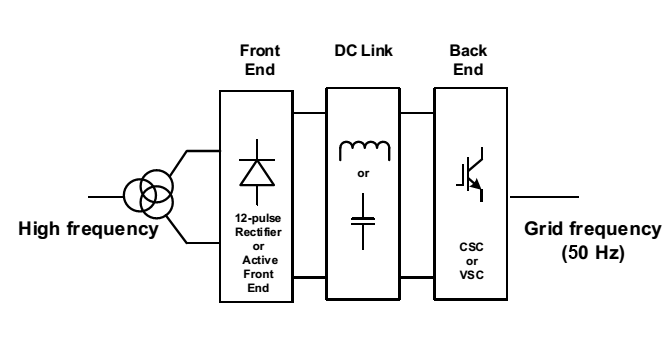 Front
End
DC Link
Back
End
or
12-pulse
Rectifier
or
Active
Front
End
CSC
or
VSC
High frequency
Grid frequency
(50 Hz)